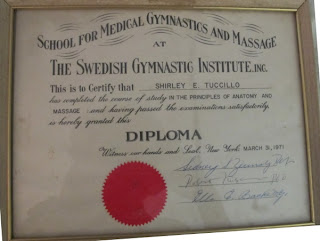 SCHOOL FOR MEDICAL GYMNASTICS AND MASSAGE
AT
THE SWEDISH GYMNASTIC INSTITUTE, INC.
This is to Certify that SHIRLEY E. TUCCILLO
has completed the course of study IN THE PRINCIPLES OF ANATOMY AND
MASSAGE and having passed the examinations satisfactorily
is hereby granted this
DIPLOMA
Witness our hands and Seal, New York, MARCH 31, 1971